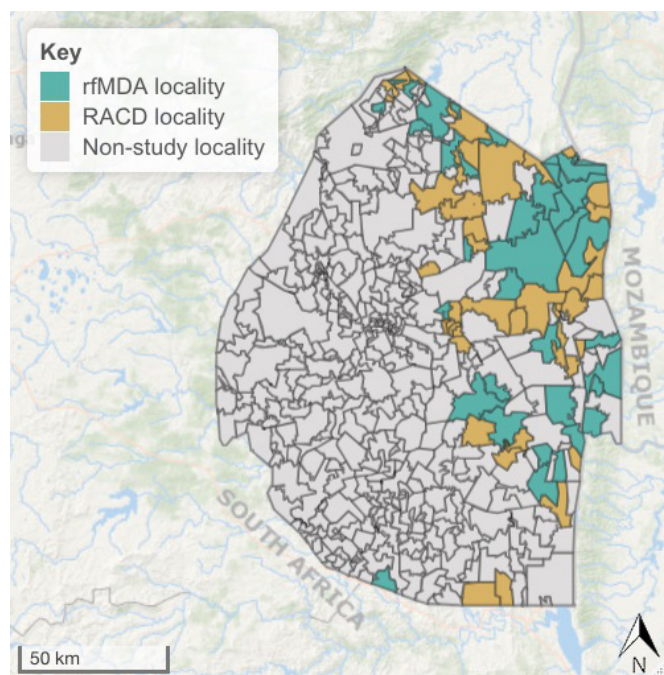 Key
rfMDA locality
RACD locality
Non-study locality
MOZAMBIQUE
SOUTH AFRICA
50 km
N